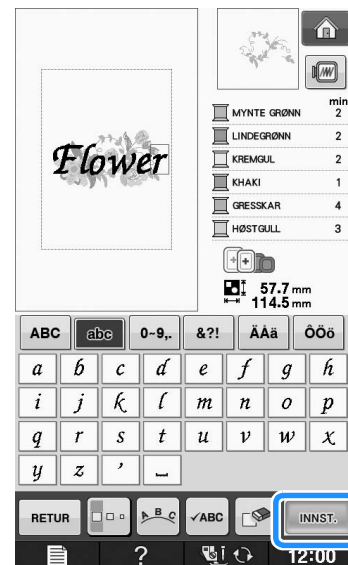 min
MYNTE GRØNN 2
LINDEGRØNN 2
KREMGUL 2
KHAKI 1
GRESSKAR 4
HØSTGULL 3
Flower
57.7 mm
114.5 mm
ABC abc 0~9,. &?! ÄÅä ÔÖö
a b c d e f g h
i j k l m n o p
q r s t u v w x
y z ’ _
RETUR A B C ✓ABC INNST.
? 12:00